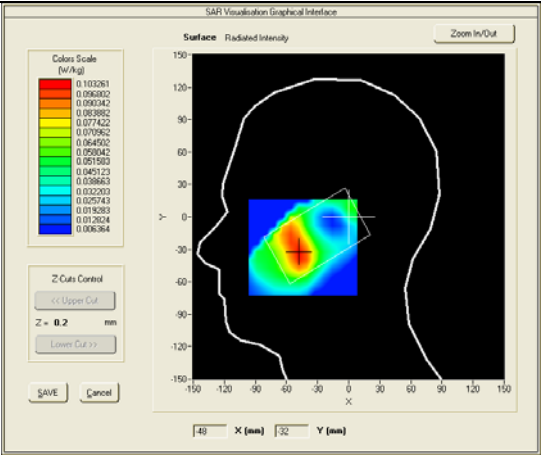 SAR Visualisation Graphical Interface
Surface Radiated Intensity
Zoom In/Out
Colors Scale
(W/kg)
0.103261
0.096802
0.090342
0.083882
0.077422
0.070962
0.064502
0.058042
0.051583
0.045123
0.038663
0.032203
0.025743
0.019283
0.012824
0.006364
150
120
90
60
30
0
-30
-60
-90
-120
-150
Y
-150 -120 -90 -60 -30 0 30 60 90 120 150
X
Z-Cuts Control
<< Upper Cut
Z = 0.2 mm
Lower Cut >>
SAVE Cancel
-48 X (mm) -32 Y (mm)